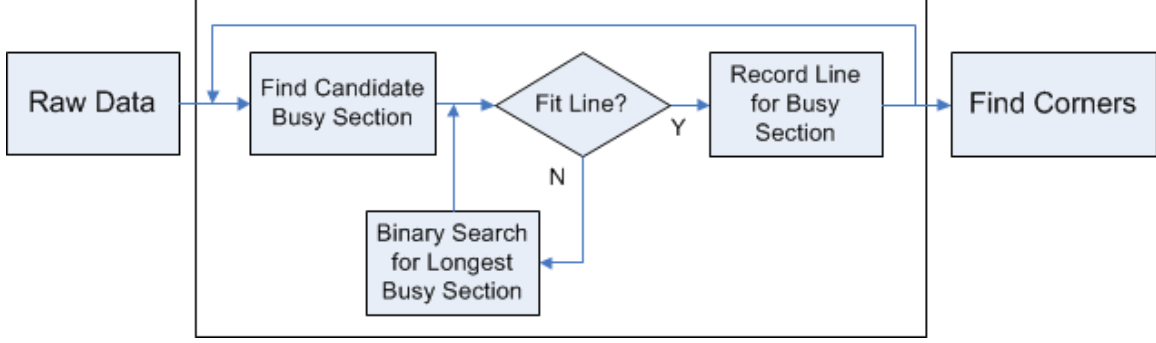 Raw Data
Find Candidate
Busy Section
Fit Line?
Y
N
Record Line
for Busy
Section
Find Corners
Binary Search
for Longest
Busy Section